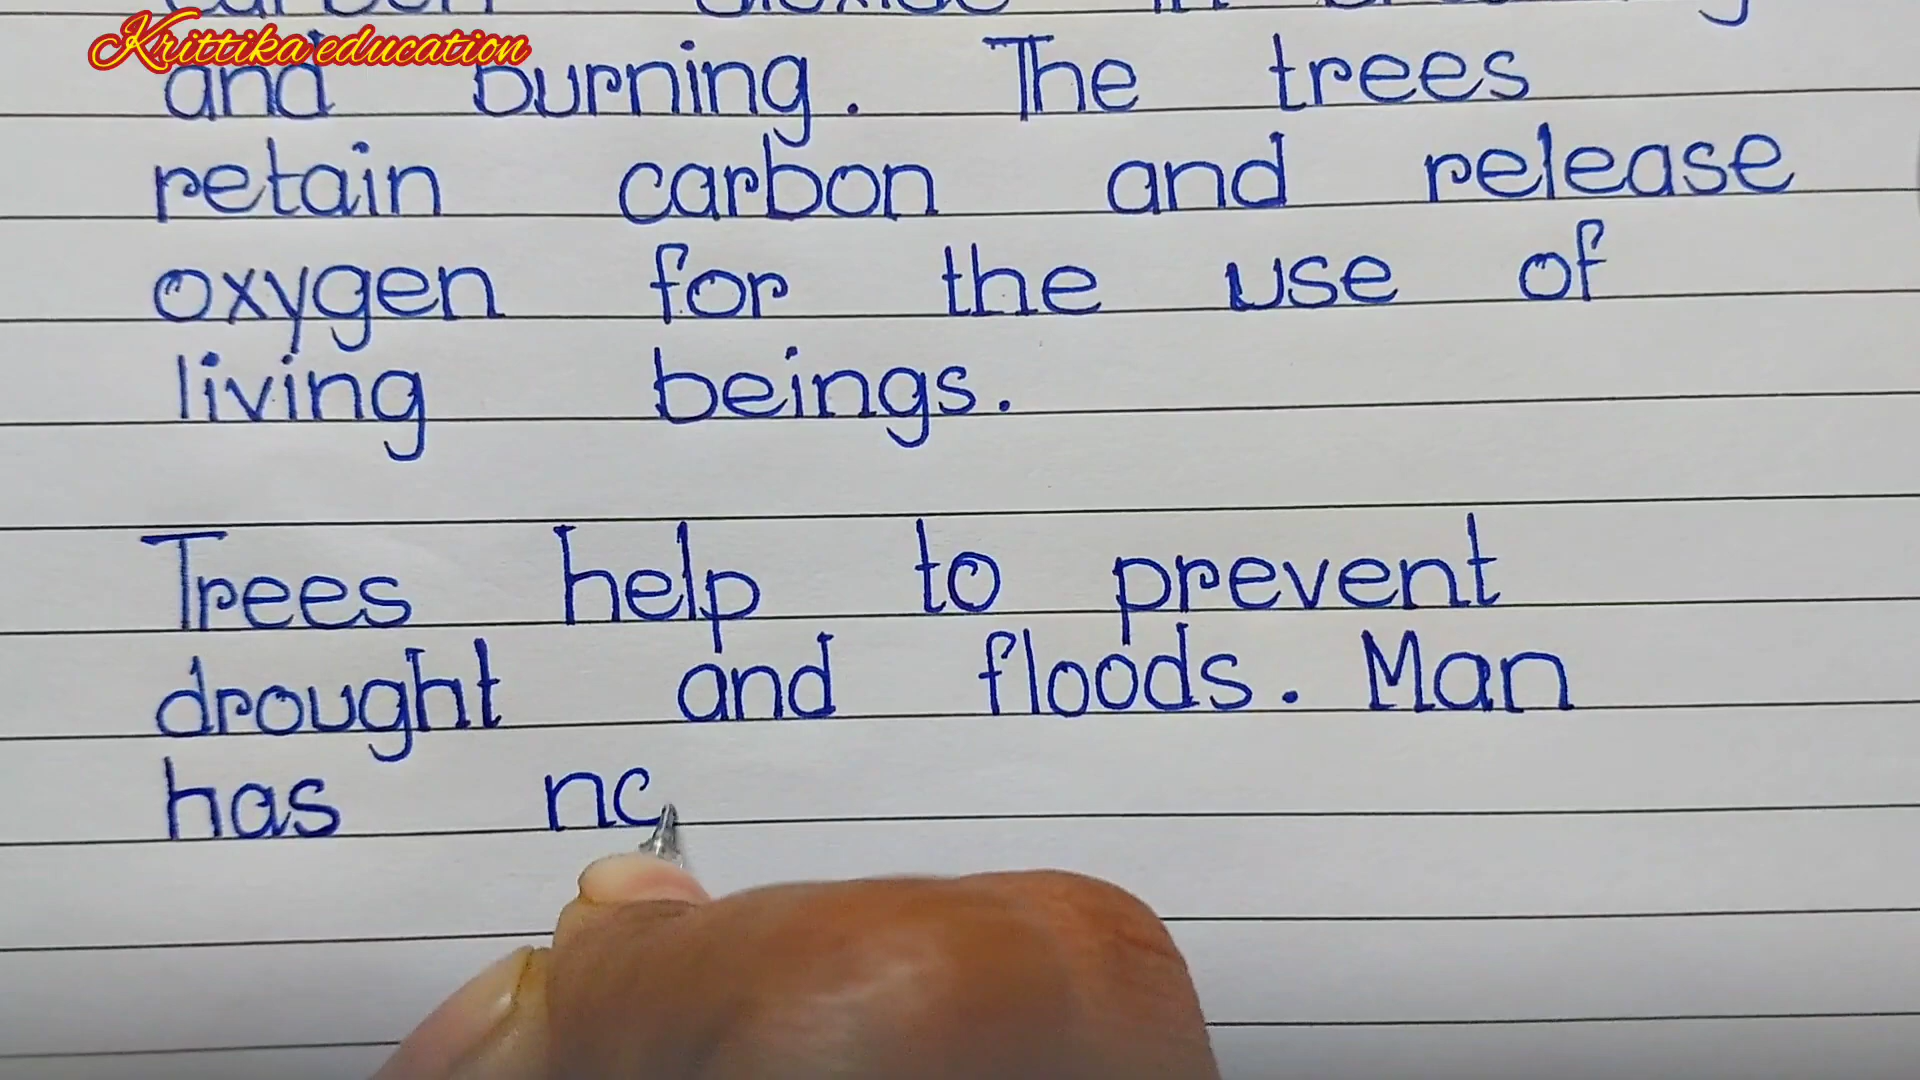 Krittika education
and burning. The trees
retain carbon and release
oxygen for the use of
living beings.
Trees help to prevent
drought and floods. Man
has